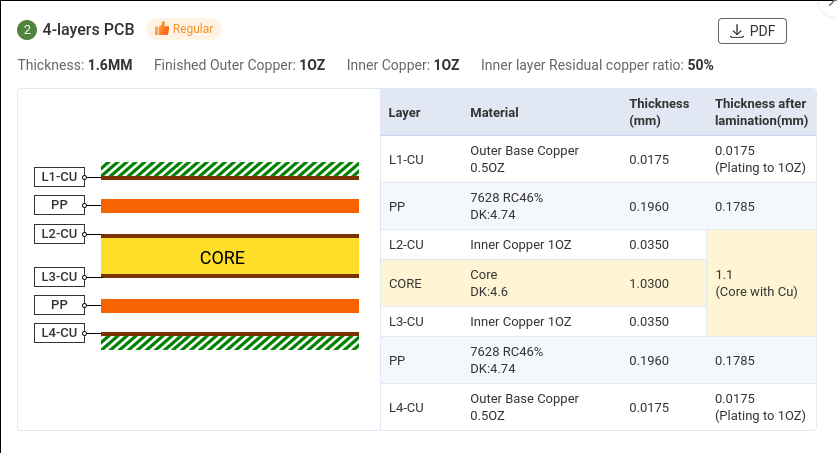 2 4-layers PCB Regular PDF
Thickness: 1.6MM Finished Outer Copper: 1OZ Inner Copper: 1OZ Inner layer Residual copper ratio: 50%
L1-CU
PP
L2-CU
CORE
L3-CU
PP
L4-CU
Layer Material Thickness (mm) Thickness after lamination(mm)
L1-CU Outer Base Copper 0.5OZ 0.0175 0.0175 (Plating to 1OZ)
PP 7628 RC46% DK:4.74 0.1960 0.1785
L2-CU Inner Copper 1OZ 0.0350
CORE Core DK:4.6 1.0300 1.1 (Core with Cu)
L3-CU Inner Copper 1OZ 0.0350
PP 7628 RC46% DK:4.74 0.1960 0.1785
L4-CU Outer Base Copper 0.5OZ 0.0175 0.0175 (Plating to 1OZ)